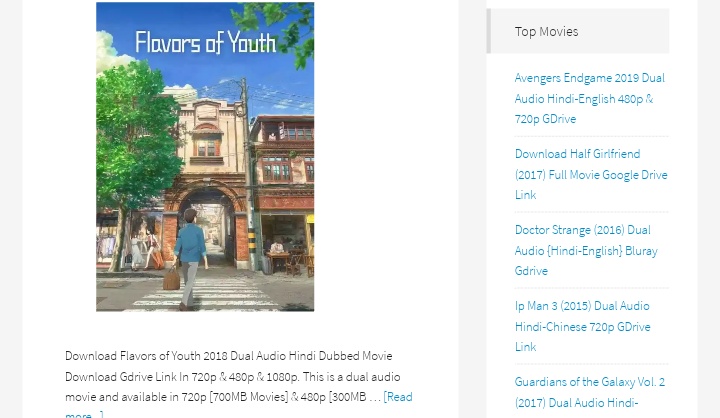 Flavors of Youth
Download Flavors of Youth 2018 Dual Audio Hindi Dubbed Movie
Download Gdrive Link In 720p & 480p & 1080p. This is a dual audio
movie and available in 720p [700MB Movies] & 480p [300MB … [Read
more...]
Top Movies
Avengers Endgame 2019 Dual
Audio Hindi-English 480p &
720p GDrive
Download Half Girlfriend
(2017) Full Movie Google Drive
Link
Doctor Strange (2016) Dual
Audio {Hindi-English} Bluray
Gdrive
Ip Man 3 (2015) Dual Audio
Hindi-Chinese 720p GDrive
Link
Guardians of the Galaxy Vol. 2
(2017) Dual Audio Hindi-